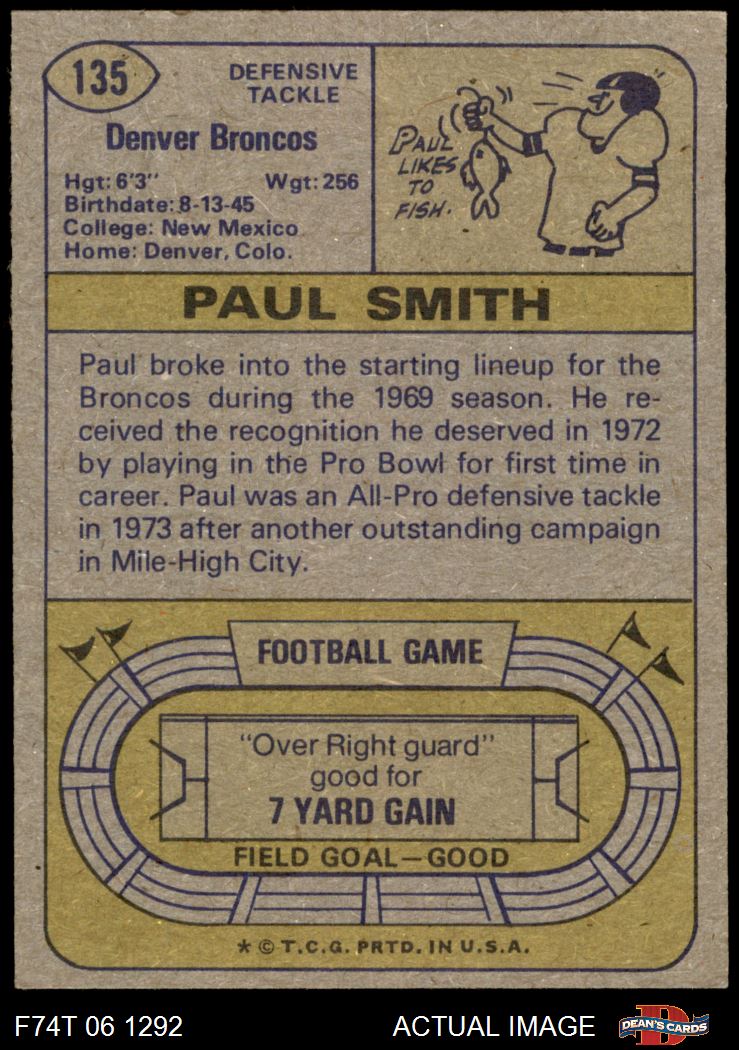 135
DEFENSIVE
TACKLE
Denver Broncos
Hgt: 6'3" Wgt: 256
Birthdate: 8-13-45
College: New Mexico
Home: Denver, Colo.
PAUL
LIKES
TO
FISH.
PAUL SMITH
Paul broke into the starting lineup for the
Broncos during the 1969 season. He re-
ceived the recognition he deserved in 1972
by playing in the Pro Bowl for first time in
career. Paul was an All-Pro defensive tackle
in 1973 after another outstanding campaign
in Mile-High City.
FOOTBALL GAME
"Over Right guard"
good for
7 YARD GAIN
FIELD GOAL—GOOD
* © T.C.G. PRTD. IN U.S.A.
F74T 06 1292 ACTUAL IMAGE
D
DEAN'S CARDS